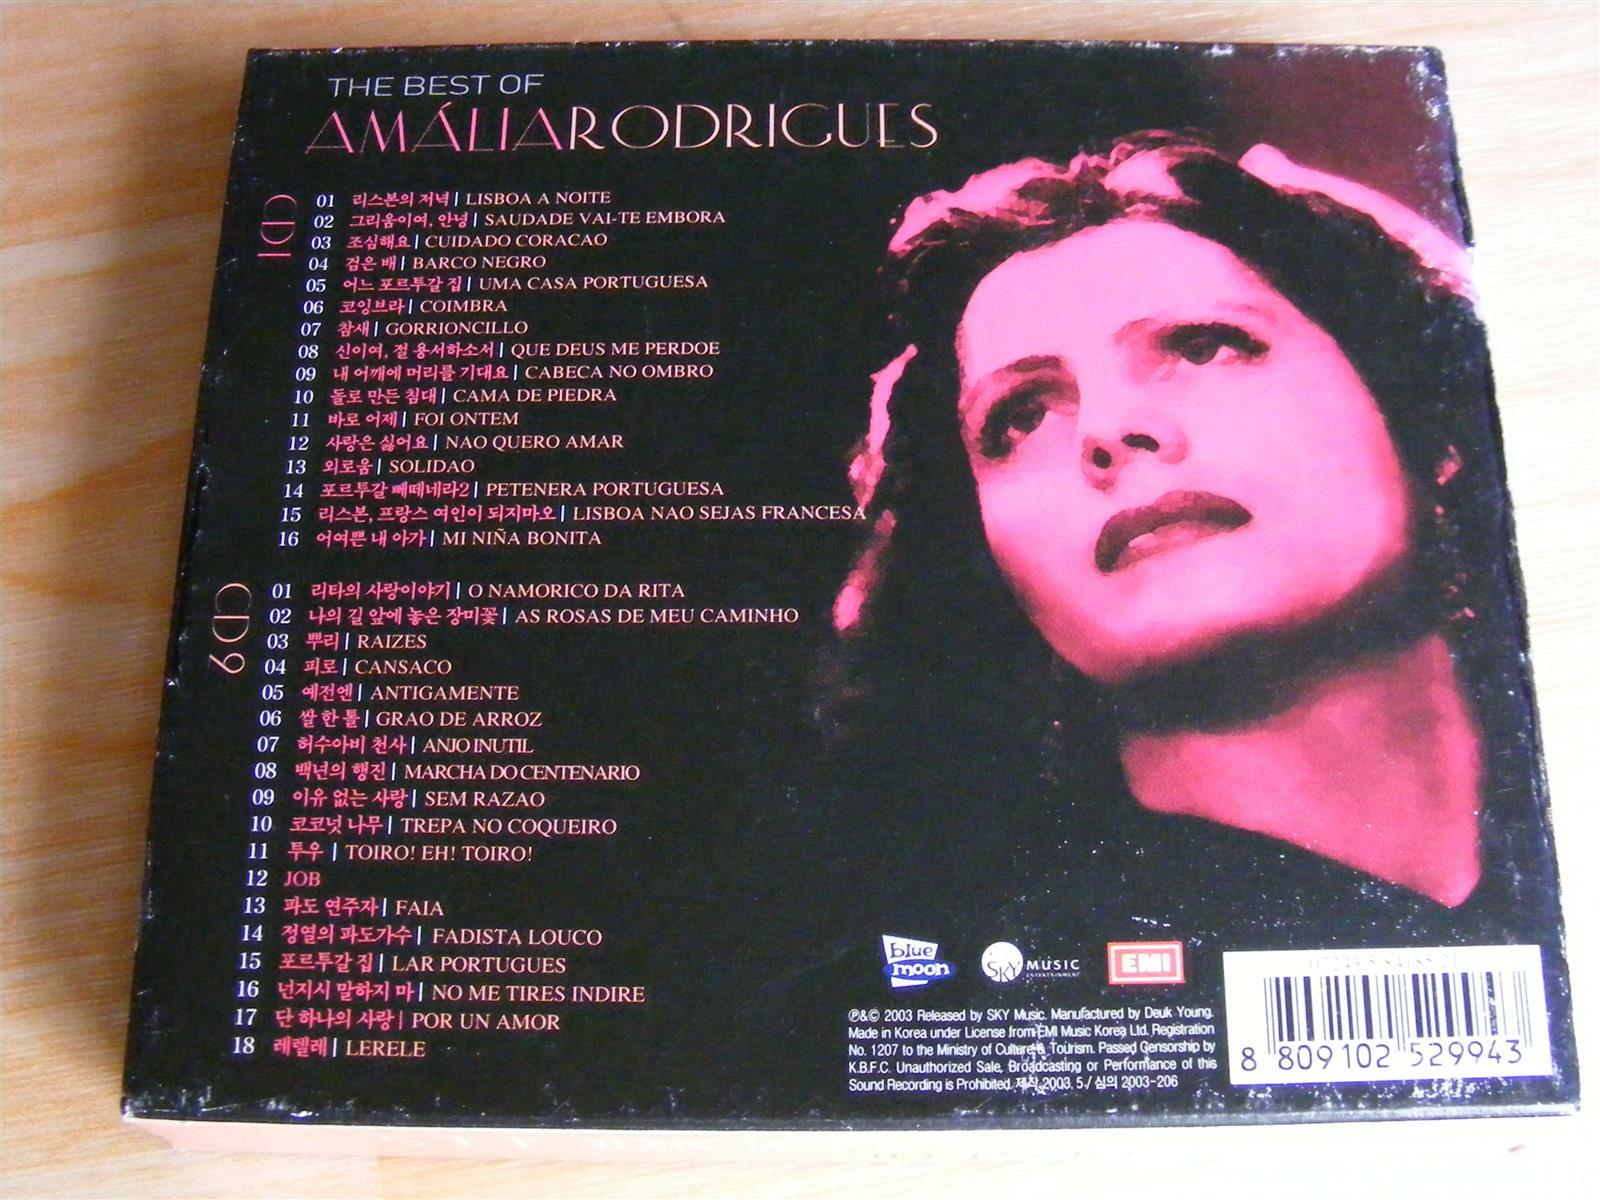 THE BEST OF
AMÁLIARODRIGUES
CD1
01 리스본의 저녁 | LISBOA A NOITE
02 그리움이여, 안녕 | SAUDADE VAI-TE EMBORA
03 조심해요 | CUIDADO CORACAO
04 검은 배 | BARCO NEGRO
05 어느 포르투갈 집 | UMA CASA PORTUGUESA
06 코잉브라 | COIMBRA
07 참새 | GORRIONCILLO
08 신이여, 절 용서하소서 | QUE DEUS ME PERDOE
09 내 어깨에 머리를 기대요 | CABECA NO OMBRO
10 돌로 만든 침대 | CAMA DE PIEDRA
11 바로 어제 | FOI ONTEM
12 사랑은 싫어요 | NAO QUERO AMAR
13 외로움 | SOLIDAO
14 포르투갈 뻬떼네라2 | PETENERA PORTUGUESA
15 리스본, 프랑스 여인이 되지마오 | LISBOA NAO SEJAS FRANCESA
16 어여쁜 내 아가 | MI NIÑA BONITA
CD2
01 리타의 사랑이야기 | O NAMORICO DA RITA
02 나의 길 앞에 놓은 장미꽃 | AS ROSAS DE MEU CAMINHO
03 뿌리 | RAIZES
04 피로 | CANSACO
05 예전엔 | ANTIGAMENTE
06 쌀 한 톨 | GRAO DE ARROZ
07 허수아비 천사 | ANJO INUTIL
08 백년의 행진 | MARCHA DO CENTENARIO
09 이유 없는 사랑 | SEM RAZAO
10 코코넛 나무 | TREPA NO COQUEIRO
11 투우 | TOIRO! EH! TOIRO!
12 JOB
13 파도 연주자 | FAIA
14 정열의 파도가수 | FADISTA LOUCO
15 포르투갈 집 | LAR PORTUGUES
16 넌지시 말하지 마 | NO ME TIRES INDIRE
17 단 하나의 사랑 | POR UN AMOR
18 레렐레 | LERELE
blue moon
SKY MUSIC ENTERTAINMENT
EMI
℗&© 2003 Released by SKY Music. Manufactured by Deuk Young.
Made in Korea under License from EMI Music Korea Ltd. Registration
No. 1207 to the Ministry of Culture & Tourism. Passed Censorship by
K.B.F.C. Unauthorized Sale, Broadcasting or Performance of this
Sound Recording is Prohibited. 제작 2003. 5./ 심의 2003-206
8 809102 529943